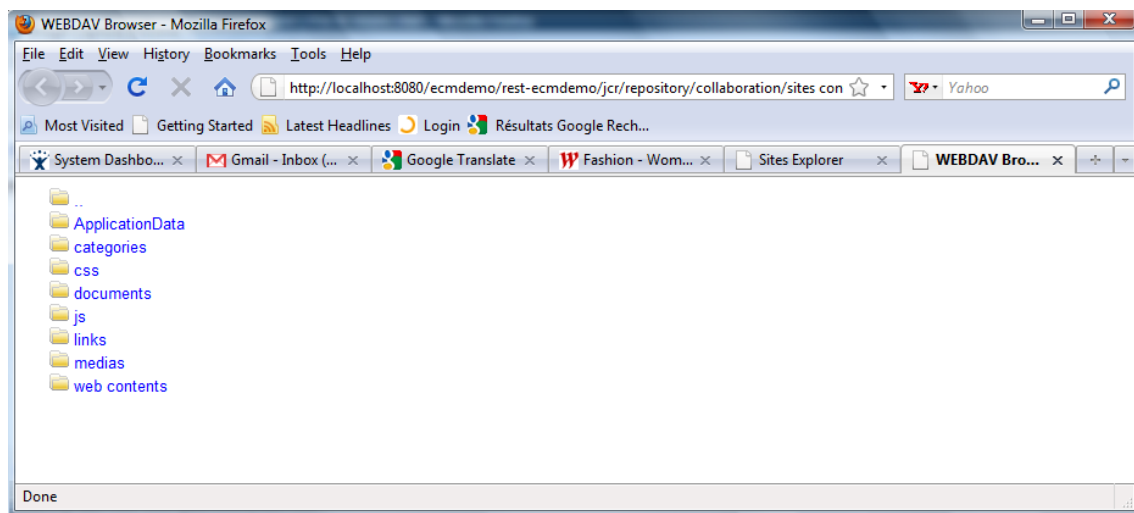 WEBDAV Browser - Mozilla Firefox
File Edit View History Bookmarks Tools Help
http://localhost:8080/ecmdemo/rest-ecmdemo/jcr/repository/collaboration/sites con
Yahoo
Most Visited Getting Started Latest Headlines Login Résultats Google Rech...
System Dashbo... Gmail - Inbox (... Google Translate Fashion - Wom... Sites Explorer WEBDAV Bro...
..
ApplicationData
categories
css
documents
js
links
medias
web contents
Done